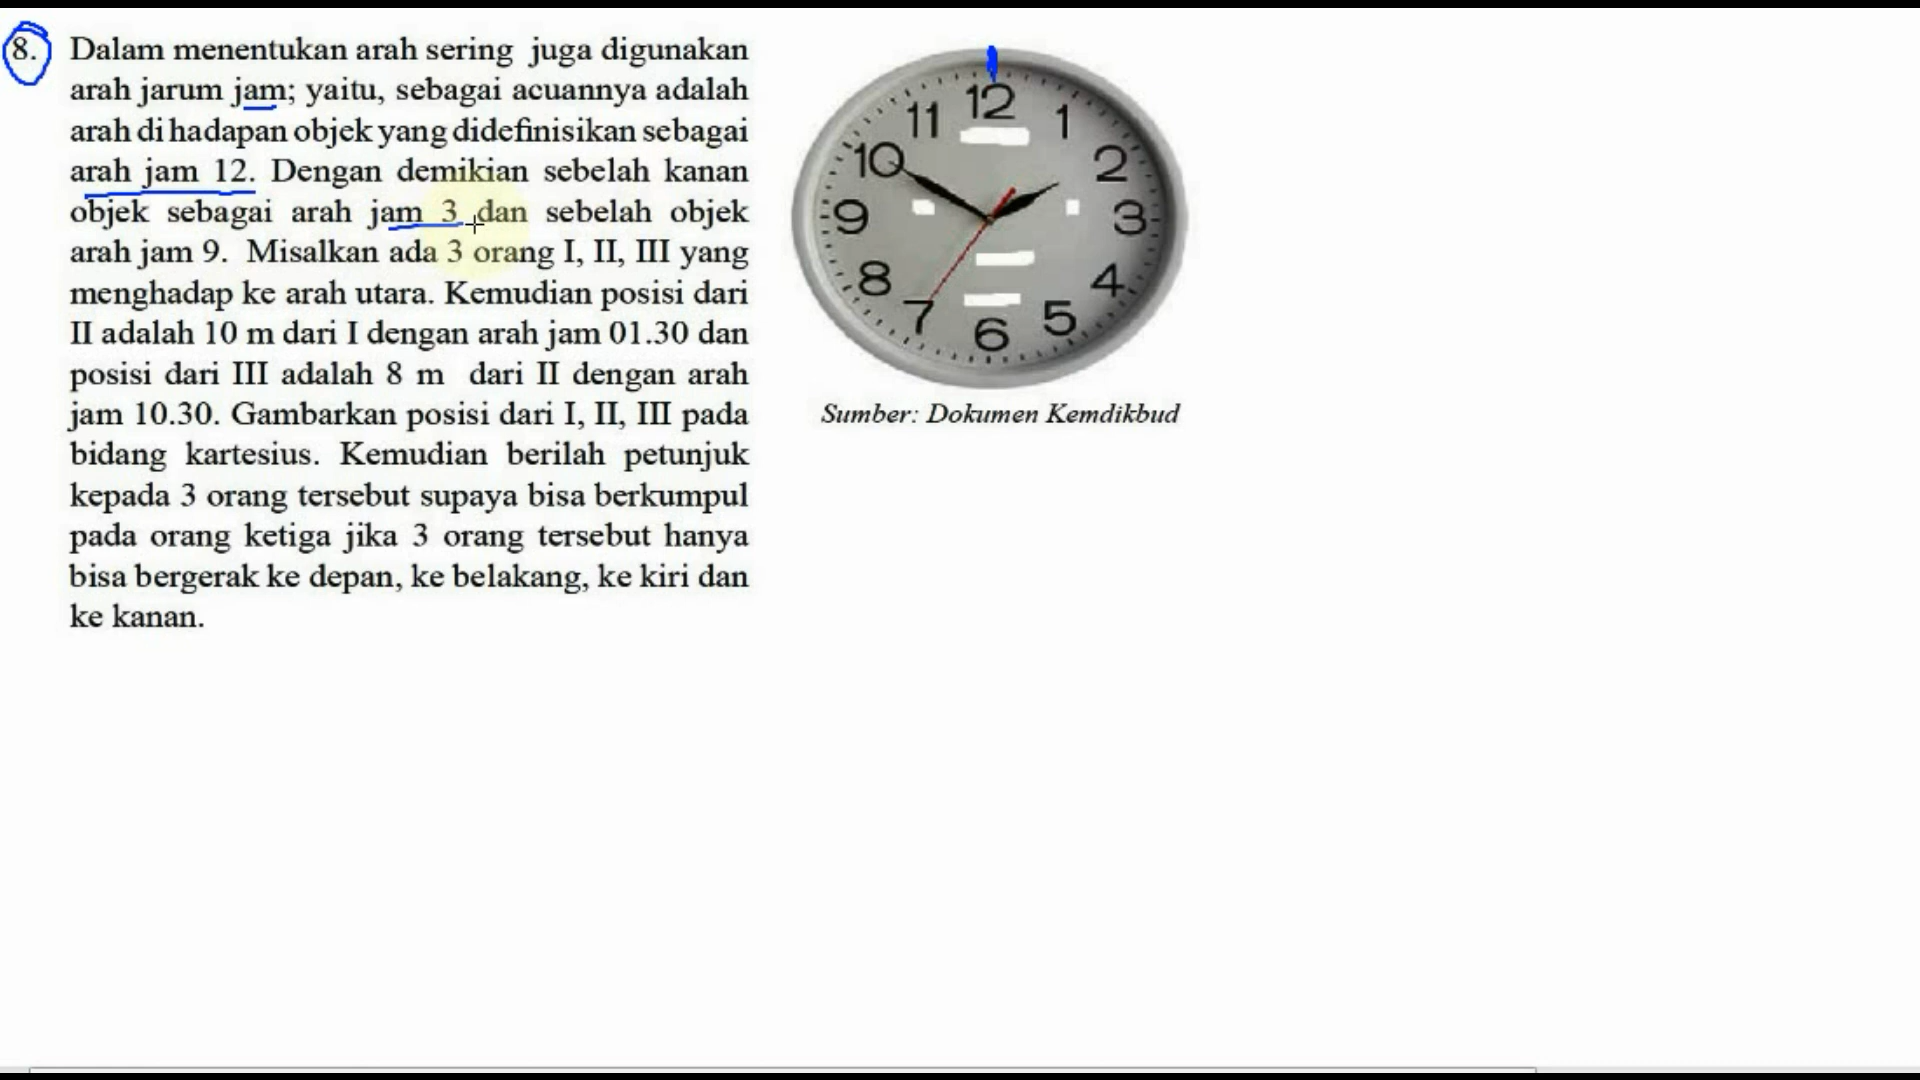 8. Dalam menentukan arah sering juga digunakan
arah jarum jam; yaitu, sebagai acuannya adalah
arah di hadapan objek yang didefinisikan sebagai
arah jam 12. Dengan demikian sebelah kanan
objek sebagai arah jam 3 dan sebelah objek
arah jam 9. Misalkan ada 3 orang I, II, III yang
menghadap ke arah utara. Kemudian posisi dari
II adalah 10 m dari I dengan arah jam 01.30 dan
posisi dari III adalah 8 m dari II dengan arah
jam 10.30. Gambarkan posisi dari I, II, III pada
bidang kartesius. Kemudian berilah petunjuk
kepada 3 orang tersebut supaya bisa berkumpul
pada orang ketiga jika 3 orang tersebut hanya
bisa bergerak ke depan, ke belakang, ke kiri dan
ke kanan.
12
1
2
3
4
5
6
7
8
9
10
11
Sumber: Dokumen Kemdikbud